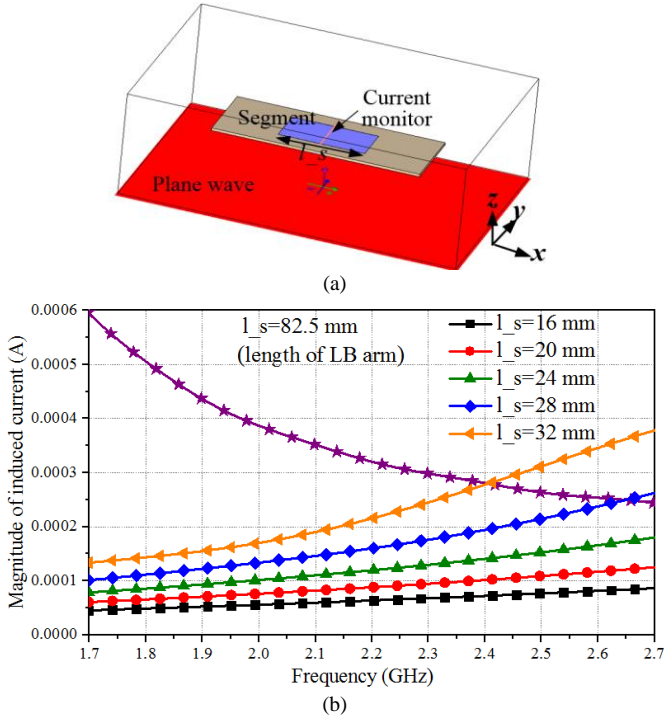 Segment
Current
monitor
l_s
Plane wave
z
y
x
(a)
0.0006
0.0005
0.0004
0.0003
0.0002
0.0001
0.0000
Magnitude of induced current (A)
l_s=82.5 mm
(length of LB arm)
l_s=16 mm
l_s=20 mm
l_s=24 mm
l_s=28 mm
l_s=32 mm
1.7 1.8 1.9 2.0 2.1 2.2 2.3 2.4 2.5 2.6 2.7
Frequency (GHz)
(b)